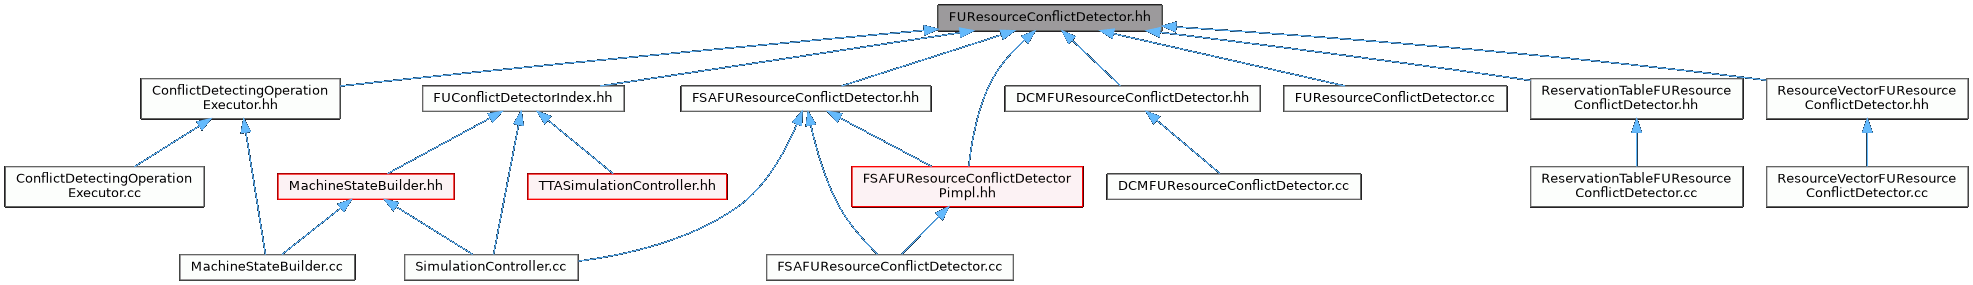 FUResourceConflictDetector.hh
ConflictDetectingOperation
Executor.hh
FUConflictDetectorIndex.hh
FSAFUResourceConflictDetector.hh
DCMFUResourceConflictDetector.hh
FUResourceConflictDetector.cc
ReservationTableFUResource
ConflictDetector.hh
ResourceVectorFUResource
ConflictDetector.hh
ConflictDetectingOperation
Executor.cc
MachineStateBuilder.hh
TTASimulationController.hh
FSAFUResourceConflictDetector
Pimpl.hh
DCMFUResourceConflictDetector.cc
ReservationTableFUResource
ConflictDetector.cc
ResourceVectorFUResource
ConflictDetector.cc
MachineStateBuilder.cc
SimulationController.cc
FSAFUResourceConflictDetector.cc